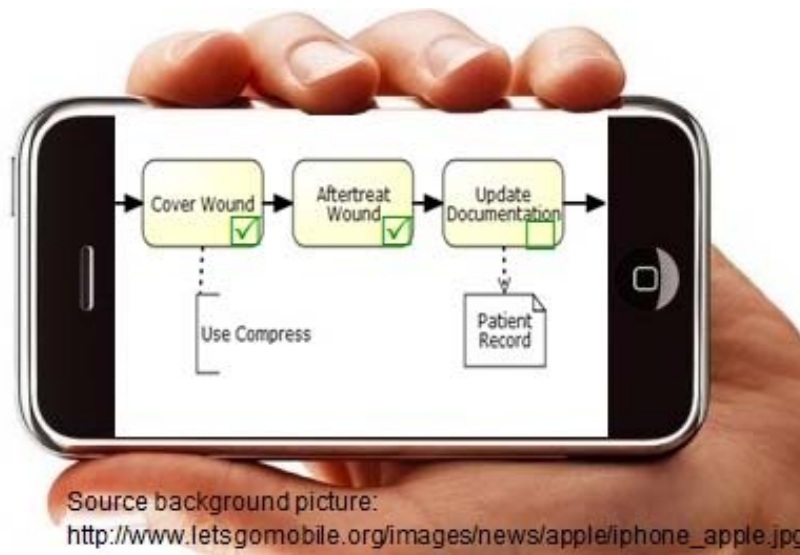 Cover Wound
Aftertreat
Wound
Update
Documentation
Use Compress
Patient
Record
Source background picture:
http://www.letsgomobile.org/images/news/apple/iphone_apple.jpg